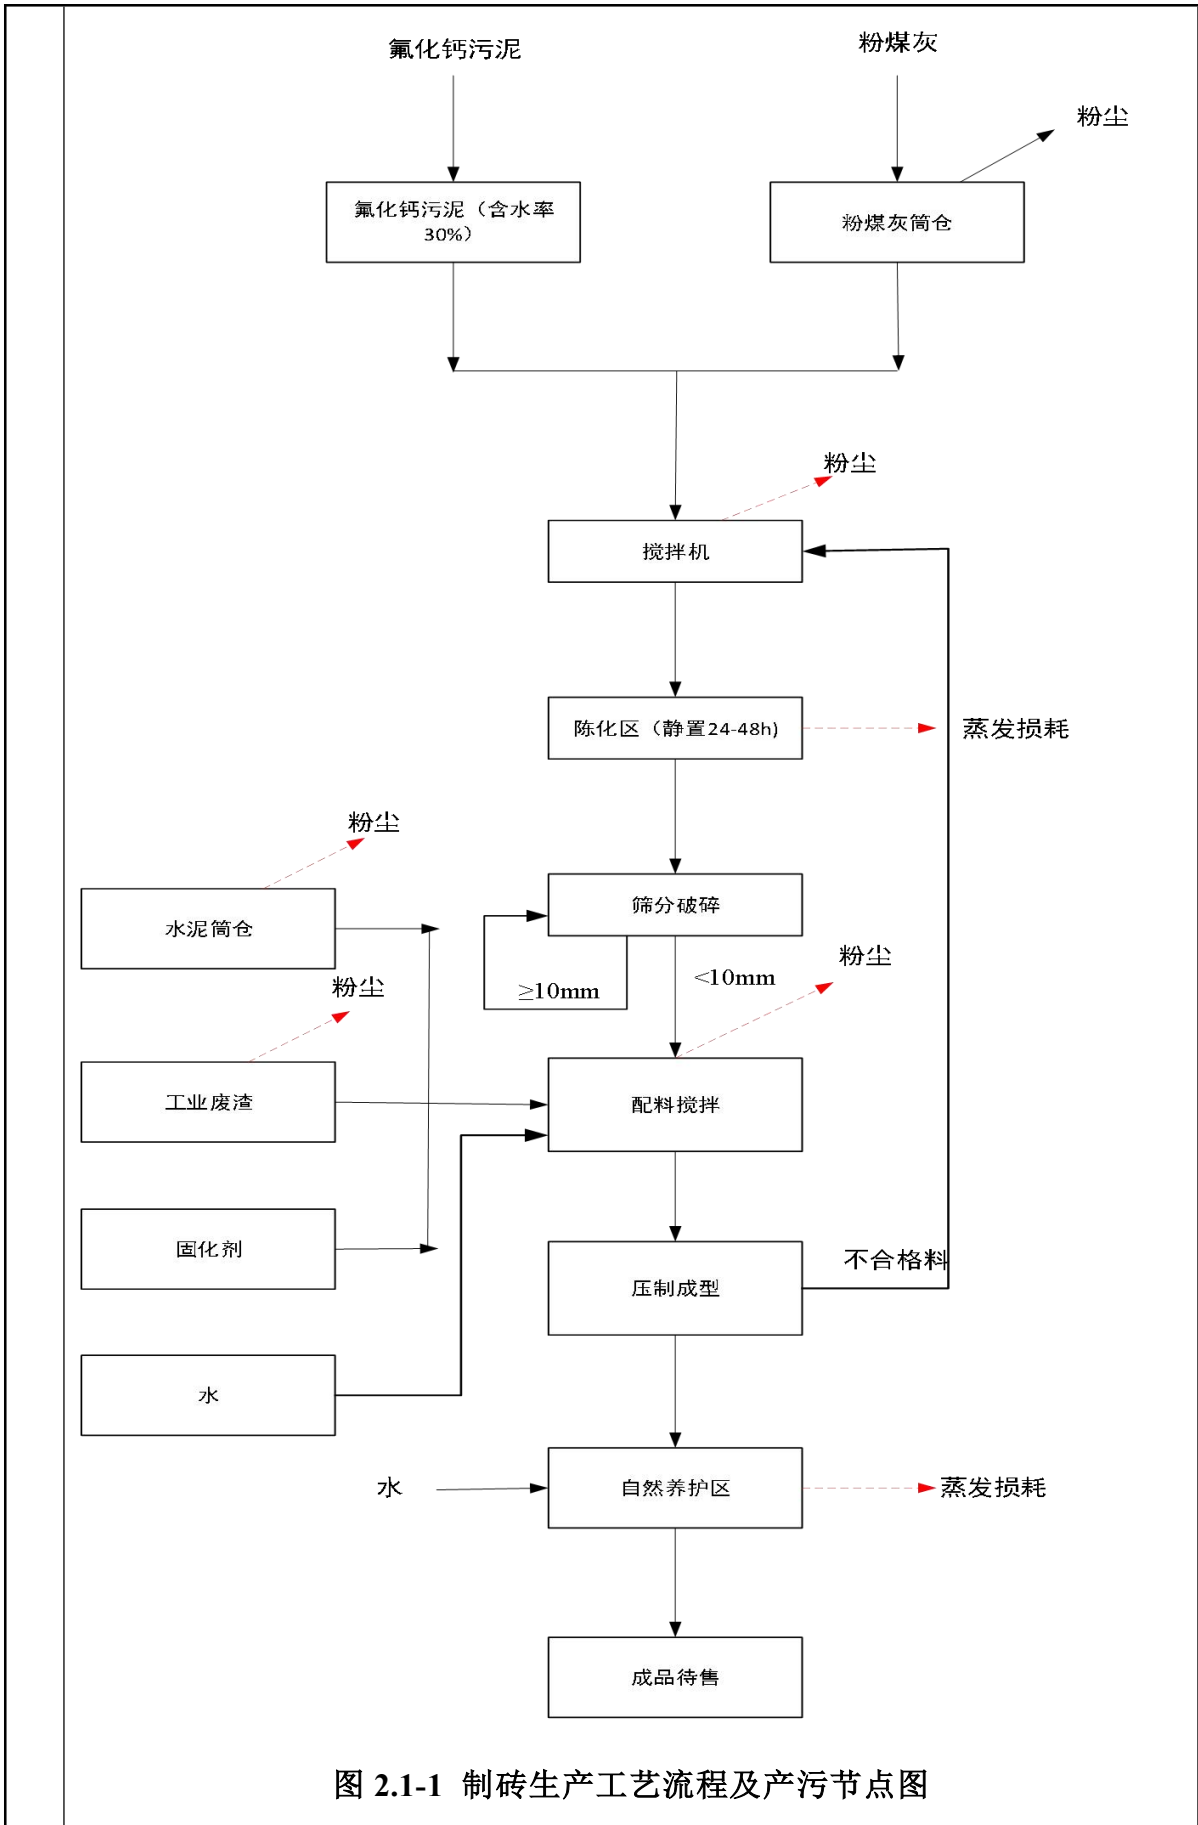 氟化钙污泥
粉煤灰
粉尘
氟化钙污泥（含水率
30%）
粉煤灰筒仓
粉尘
搅拌机
陈化区（静置24-48h)
蒸发损耗
粉尘
水泥筒仓
筛分破碎
粉尘
≥10mm
<10mm
粉尘
工业废渣
配料搅拌
固化剂
不合格料
压制成型
水
水
自然养护区
蒸发损耗
成品待售
图 2.1-1 制砖生产工艺流程及产污节点图